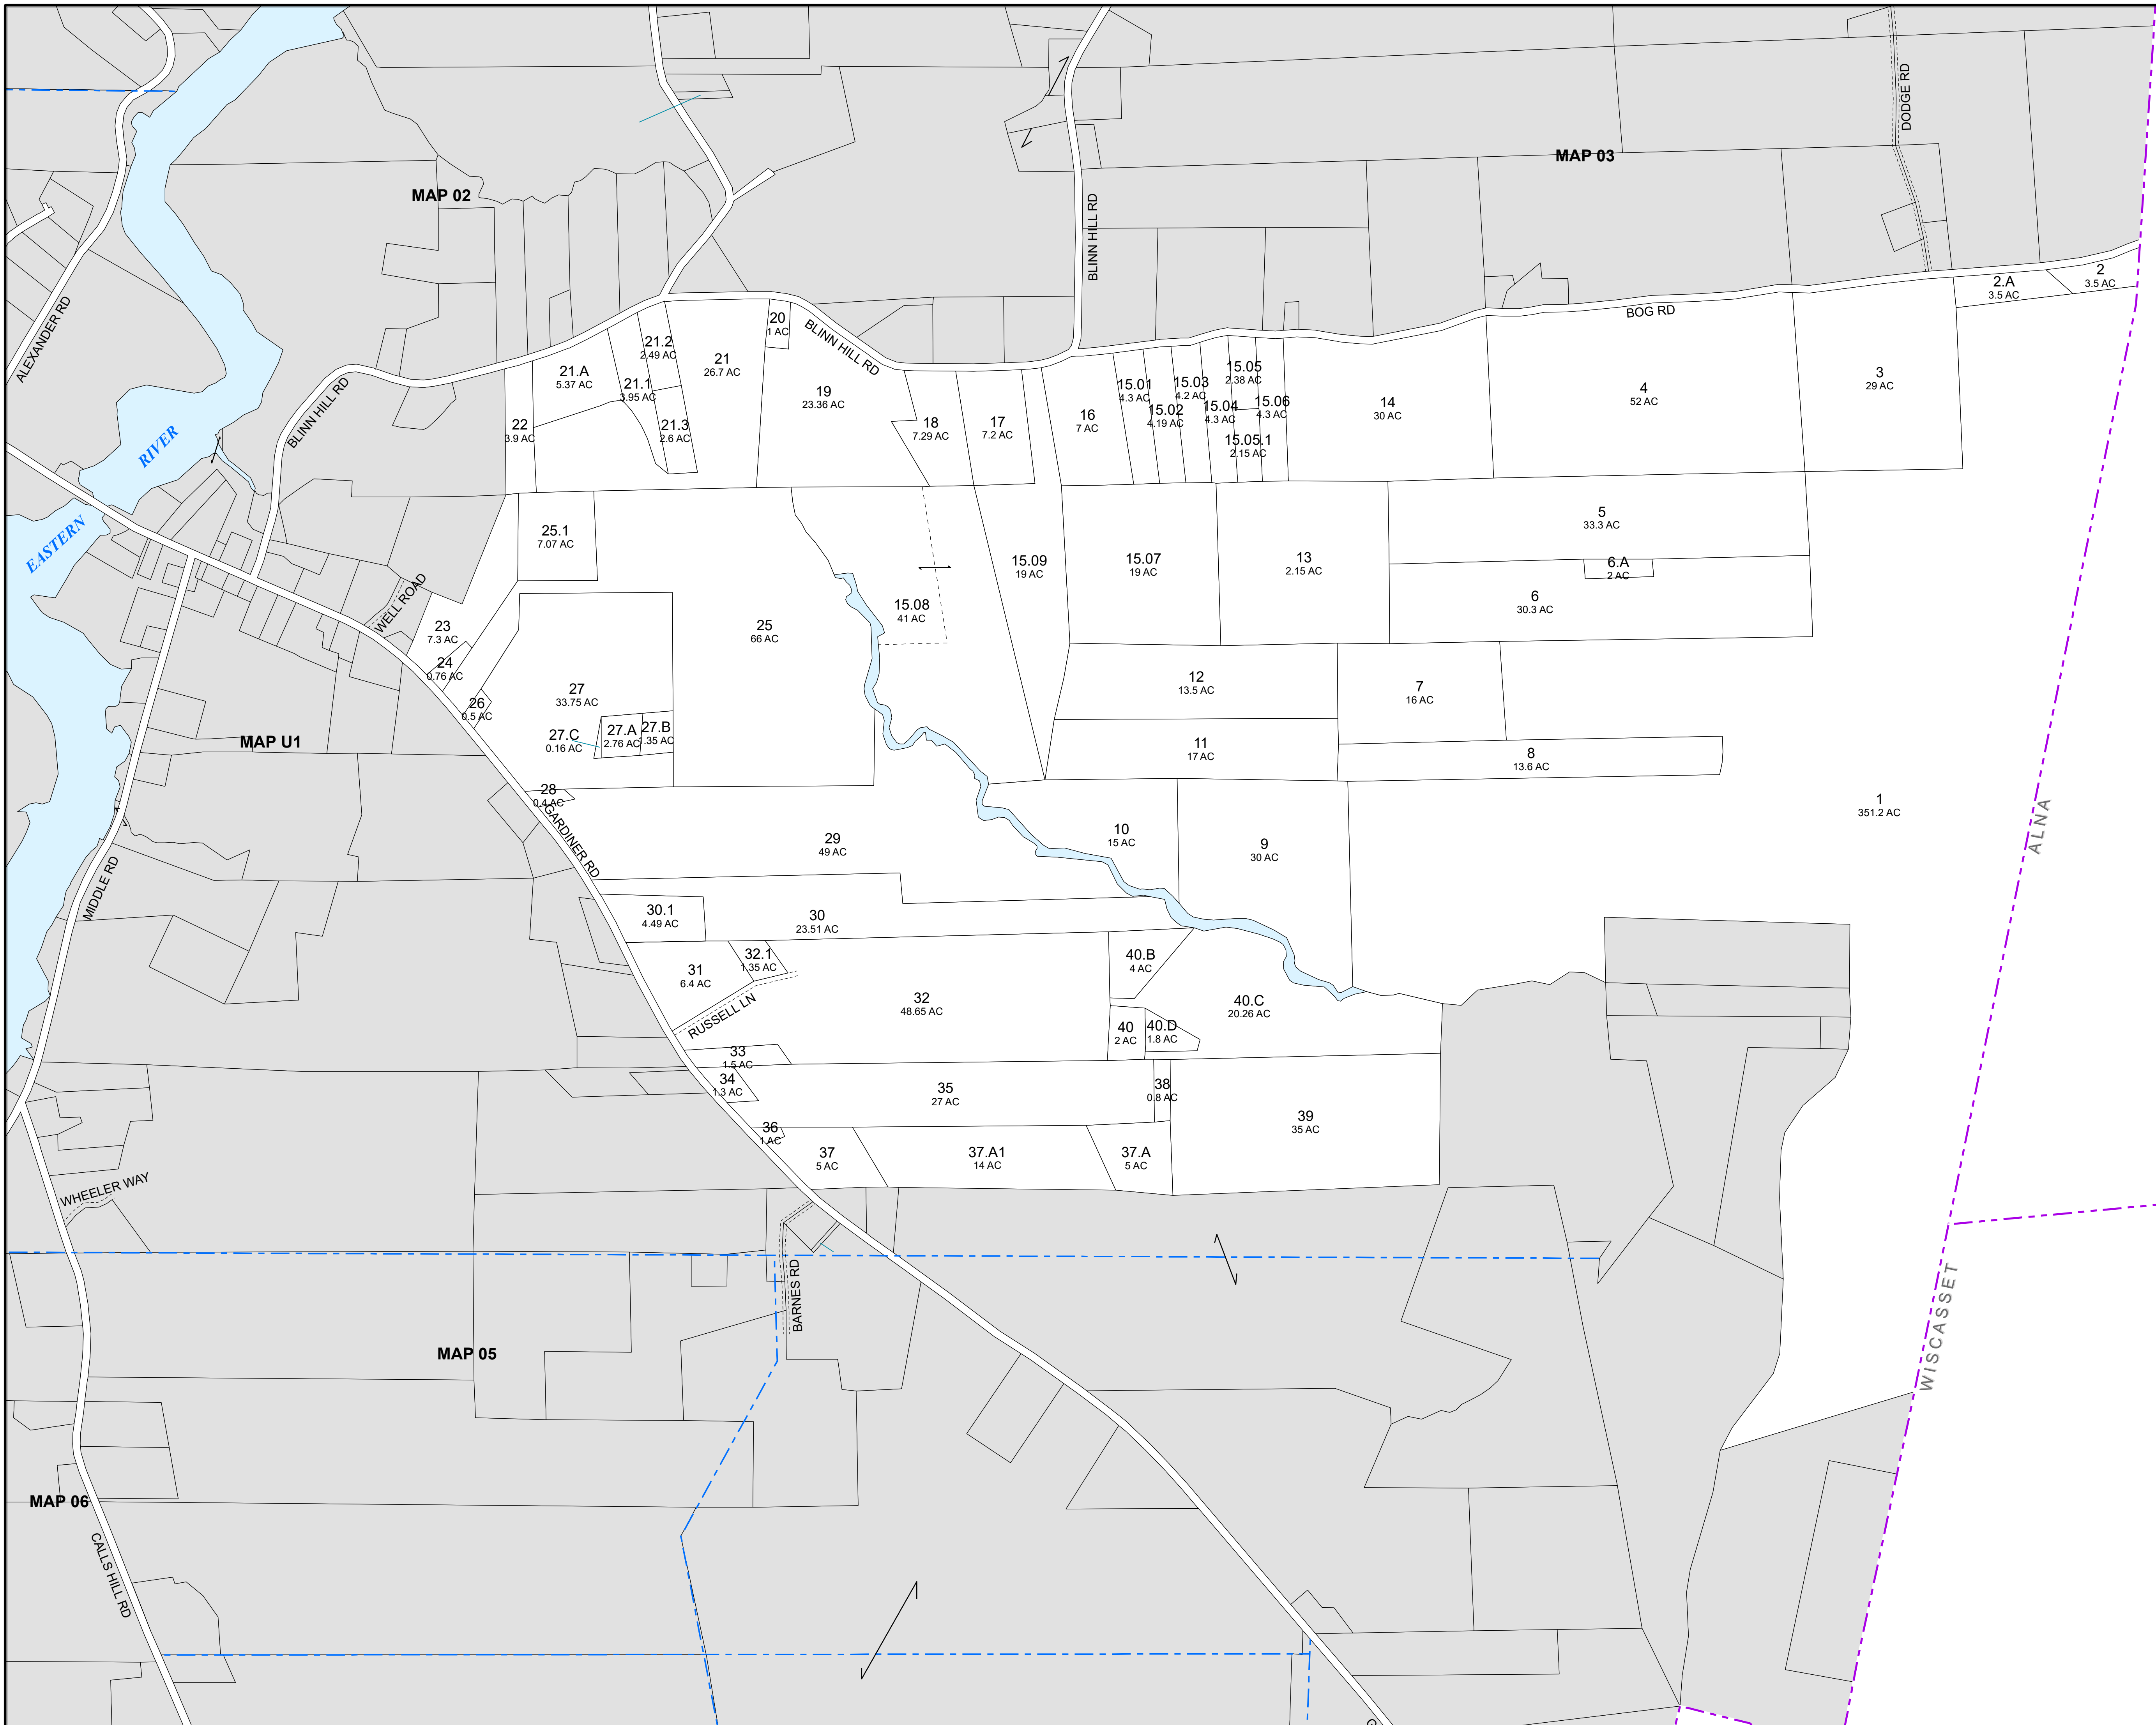 DODGE RD
MAP 03
MAP 02
BLINN HILL RD
ALEXANDER RD
2
3.5 AC
2.A
3.5 AC
BOG RD
20
1 AC
BLINN HILL RD
21.2
2.49 AC
21
26.7 AC
21.A
5.37 AC
21.1
3.95 AC
BLINN HILL RD
3
29 AC
4
52 AC
14
30 AC
15.05
2.38 AC
15.01
4.3 AC
15.03
4.2 AC
15.02
4.19 AC
15.04
4.3 AC
15.06
4.3 AC
15.05.1
2.15 AC
16
7 AC
17
7.2 AC
18
7.29 AC
19
23.36 AC
21.3
2.6 AC
22
3.9 AC
RIVER
EASTERN
25.1
7.07 AC
5
33.3 AC
6.A
2 AC
6
30.3 AC
13
2.15 AC
15.07
19 AC
15.09
19 AC
15.08
41 AC
25
66 AC
WELL ROAD
23
7.3 AC
24
0.76 AC
26
0.5 AC
27
33.75 AC
27.C
0.16 AC
27.A
2.76 AC
27.B
1.35 AC
12
13.5 AC
7
16 AC
11
17 AC
8
13.6 AC
MAP U1
28
0.4 AC
GARDINER RD
1
351.2 AC
ALNA
29
49 AC
10
15 AC
9
30 AC
MIDDLE RD
30.1
4.49 AC
30
23.51 AC
31
6.4 AC
32.1
1.35 AC
40.B
4 AC
RUSSELL LN
32
48.65 AC
40.C
20.26 AC
40
2 AC
40.D
1.8 AC
33
1.5 AC
34
1.3 AC
35
27 AC
38
0.8 AC
39
35 AC
36
1 AC
37
5 AC
37.A1
14 AC
37.A
5 AC
WHEELER WAY
BARNES RD
WISCASSET
MAP 05
MAP 06
CALLS HILL RD